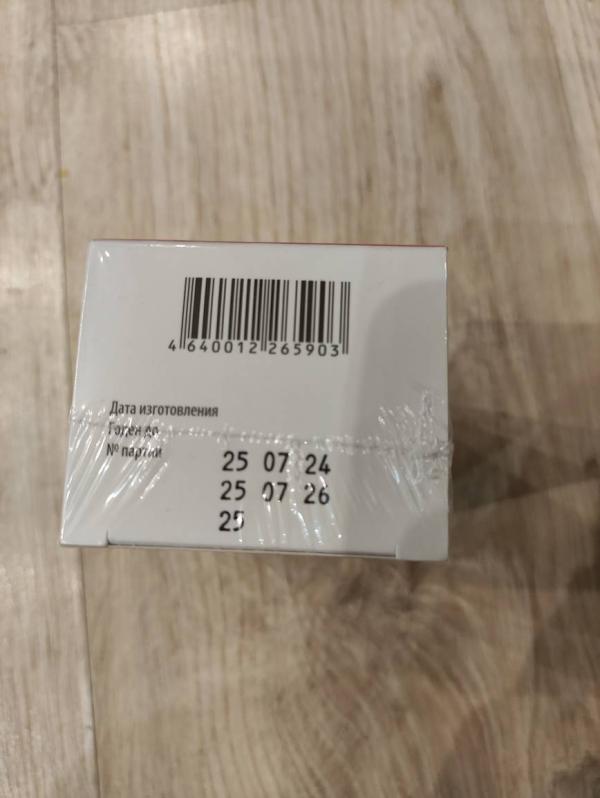 4 640012 265903
Дата изготовления
Годен до
№ партии
25 07 24
25 07 26
25